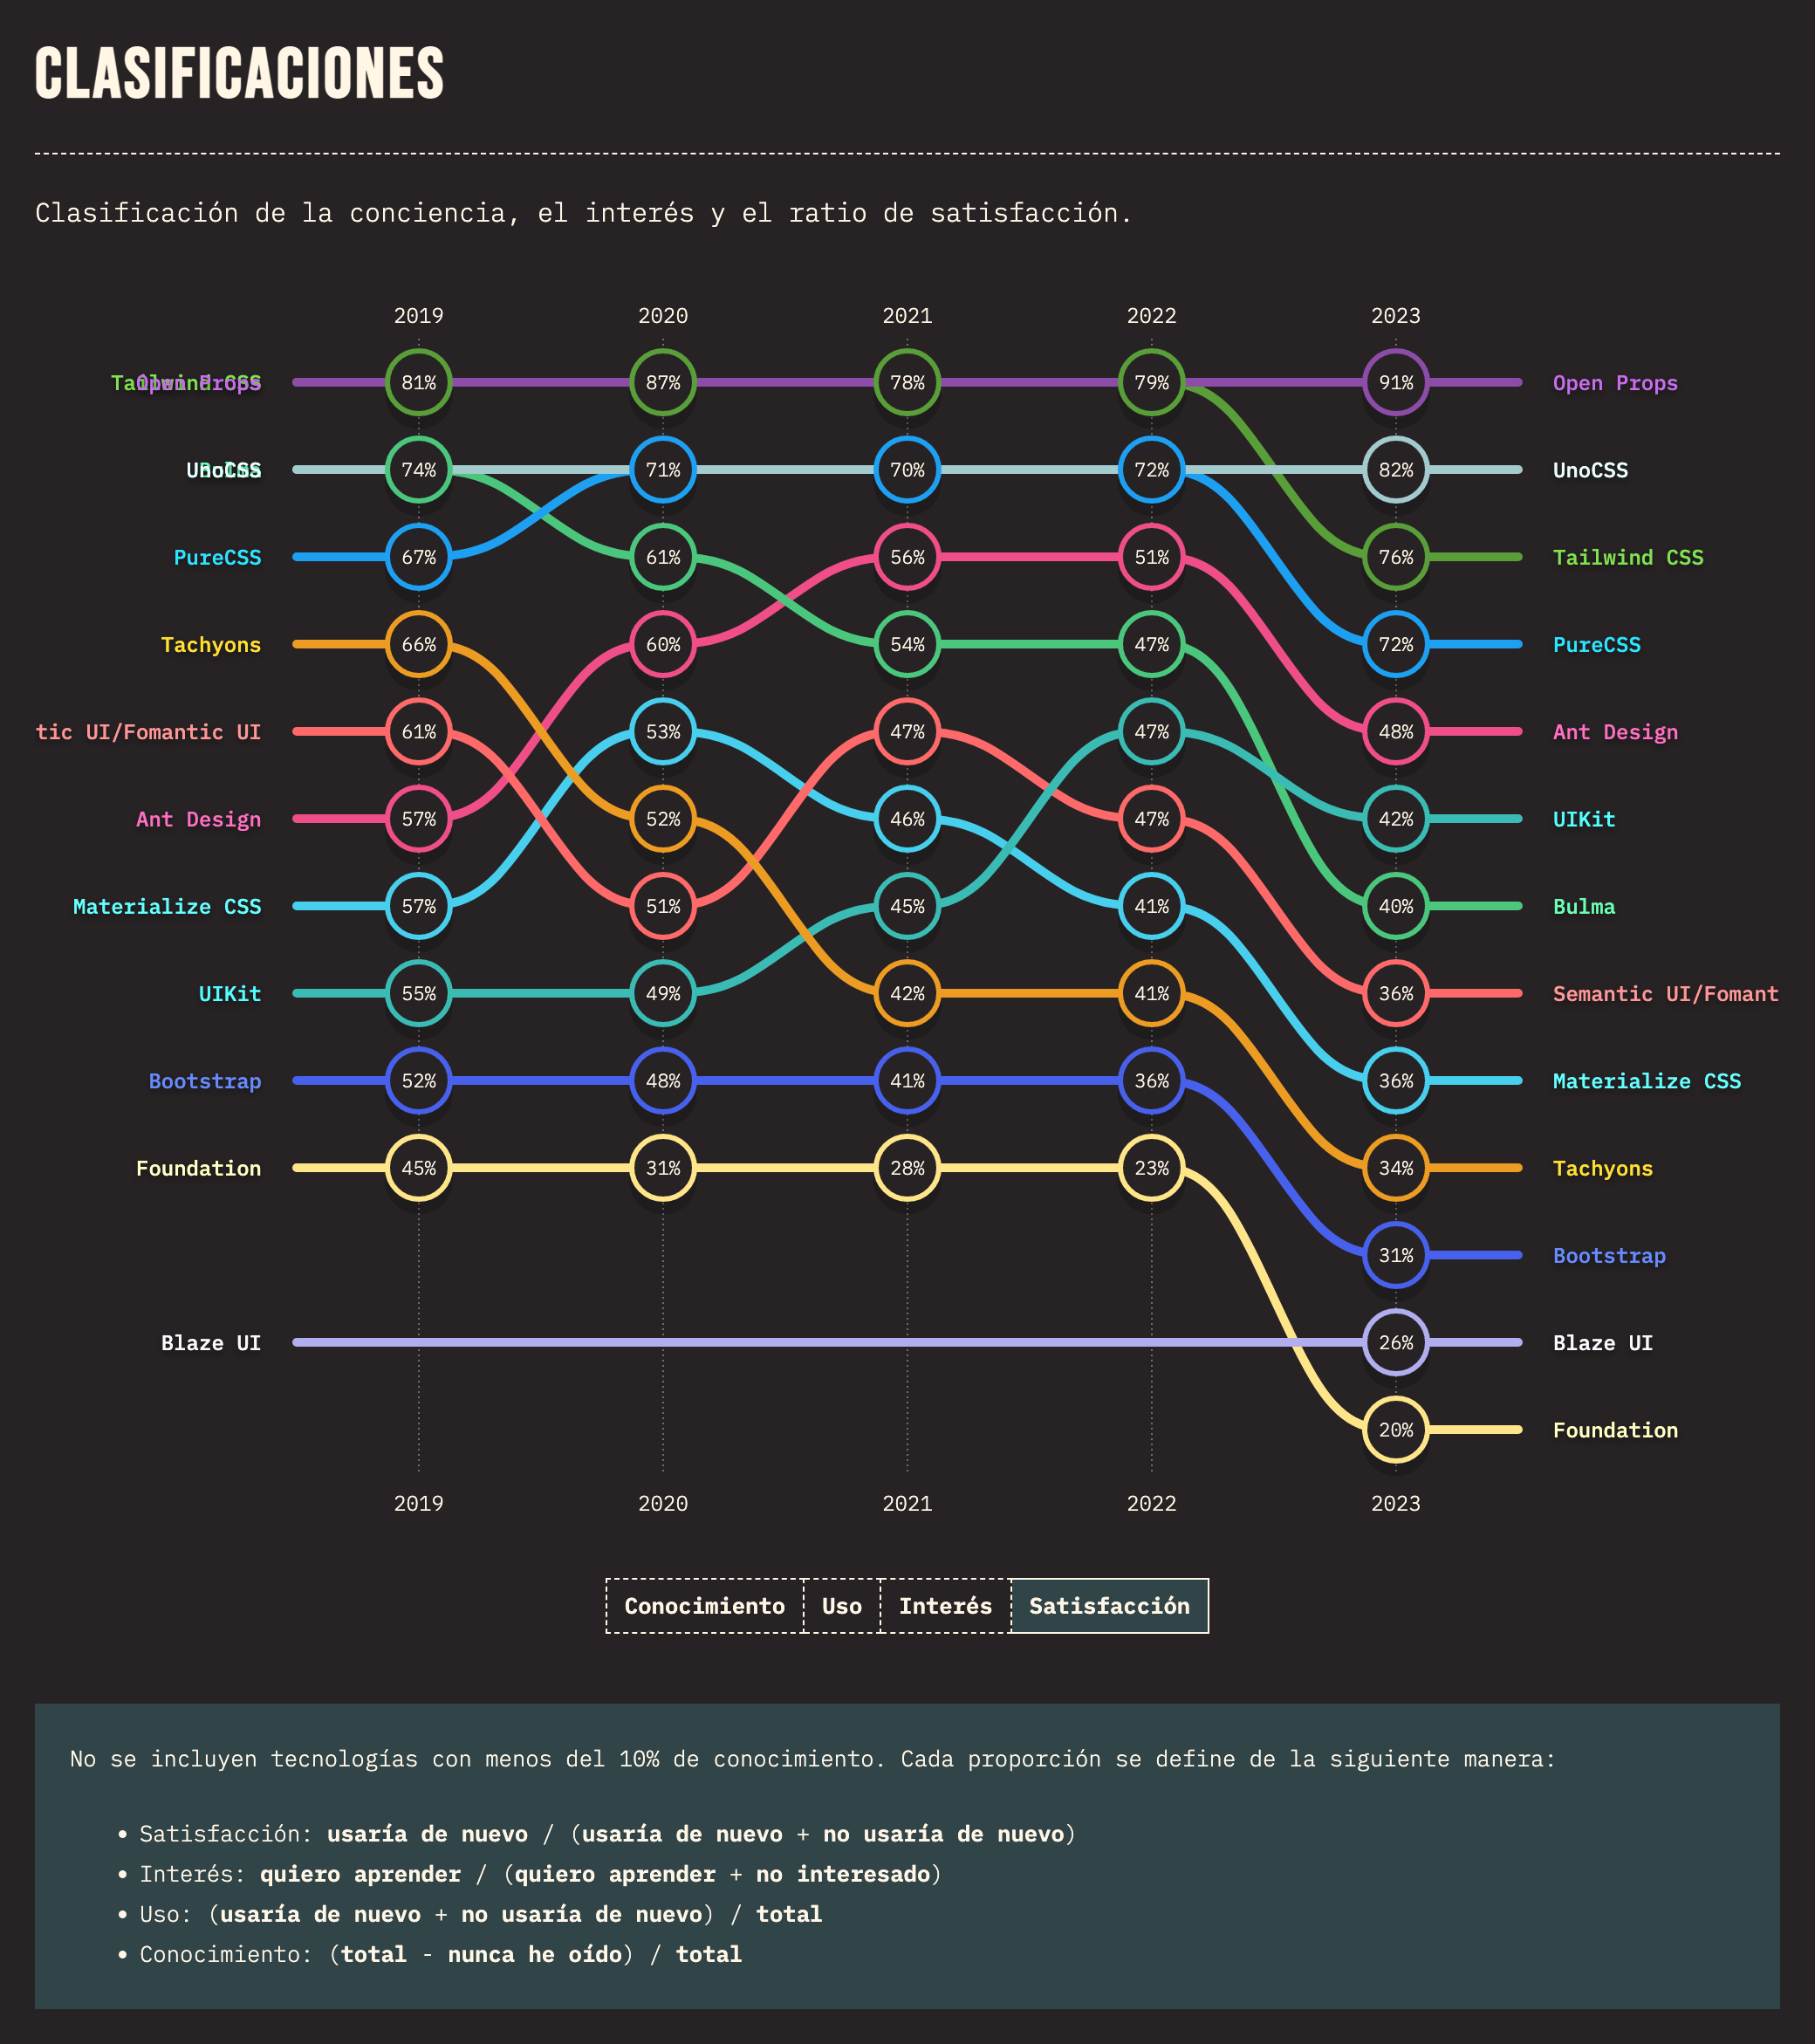 CLASIFICACIONES
Clasificación de la conciencia, el interés y el ratio de satisfacción.
2019 2020 2021 2022 2023
Tailwind CSS Open Props 81% 87% 78% 79% 91% Open Props
UnoCSS 74% 71% 70% 72% 82% UnoCSS
PureCSS 67% 61% 56% 51% 76% Tailwind CSS
Tachyons 66% 60% 54% 47% 72% PureCSS
tic UI/Fomantic UI 61% 53% 47% 47% 48% Ant Design
Ant Design 57% 52% 46% 47% 42% UIKit
Materialize CSS 57% 51% 45% 41% 40% Bulma
UIKit 55% 49% 42% 41% 36% Semantic UI/Fomant
Bootstrap 52% 48% 41% 36% 36% Materialize CSS
Foundation 45% 31% 28% 23% 34% Tachyons
31% Bootstrap
Blaze UI 26% Blaze UI
20% Foundation
2019 2020 2021 2022 2023
Conocimiento Uso Interés Satisfacción
No se incluyen tecnologías con menos del 10% de conocimiento. Cada proporción se define de la siguiente manera:
• Satisfacción: usaría de nuevo / (usaría de nuevo + no usaría de nuevo)
• Interés: quiero aprender / (quiero aprender + no interesado)
• Uso: (usaría de nuevo + no usaría de nuevo) / total
• Conocimiento: (total - nunca he oído) / total